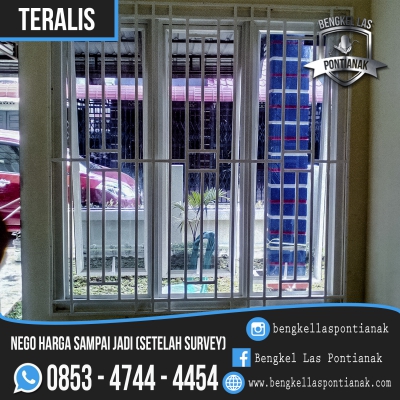 TERALIS
BENGKEL LAS
PONTIANAK
NEGO HARGA SAMPAI JADI (SETELAH SURVEY)
0853 - 4744 - 4454
bengkellaspontianak
Bengkel Las Pontianak
www.bengkellaspontianak.com